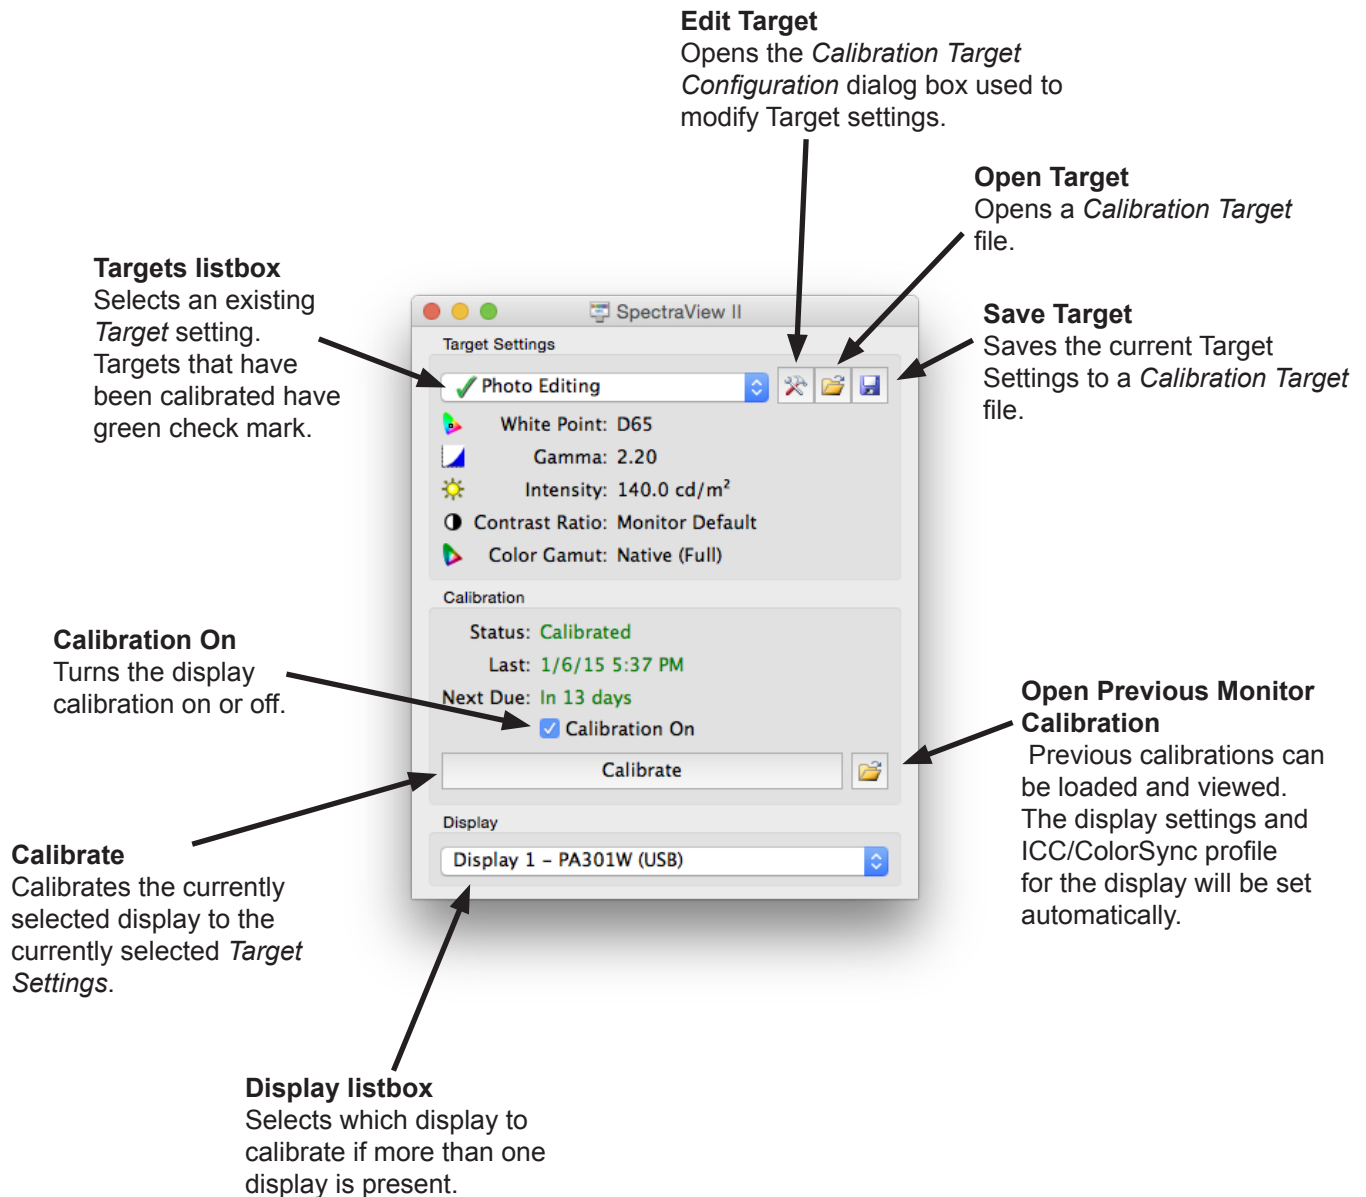 Edit Target
Opens the Calibration Target
Configuration dialog box used to
modify Target settings.
Open Target
Opens a Calibration Target
file.
Targets listbox
Selects an existing
Target setting.
Targets that have
been calibrated have
green check mark.
Save Target
Saves the current Target
Settings to a Calibration Target
file.
SpectraView II
Target Settings
Photo Editing
White Point: D65
Gamma: 2.20
Intensity: 140.0 cd/m²
Contrast Ratio: Monitor Default
Color Gamut: Native (Full)
Calibration
Status: Calibrated
Last: 1/6/15 5:37 PM
Next Due: In 13 days
Calibration On
Calibrate
Display
Display 1 – PA301W (USB)
Calibration On
Turns the display
calibration on or off.
Open Previous Monitor
Calibration
Previous calibrations can
be loaded and viewed.
The display settings and
ICC/ColorSync profile
for the display will be set
automatically.
Calibrate
Calibrates the currently
selected display to the
currently selected Target
Settings.
Display listbox
Selects which display to
calibrate if more than one
display is present.